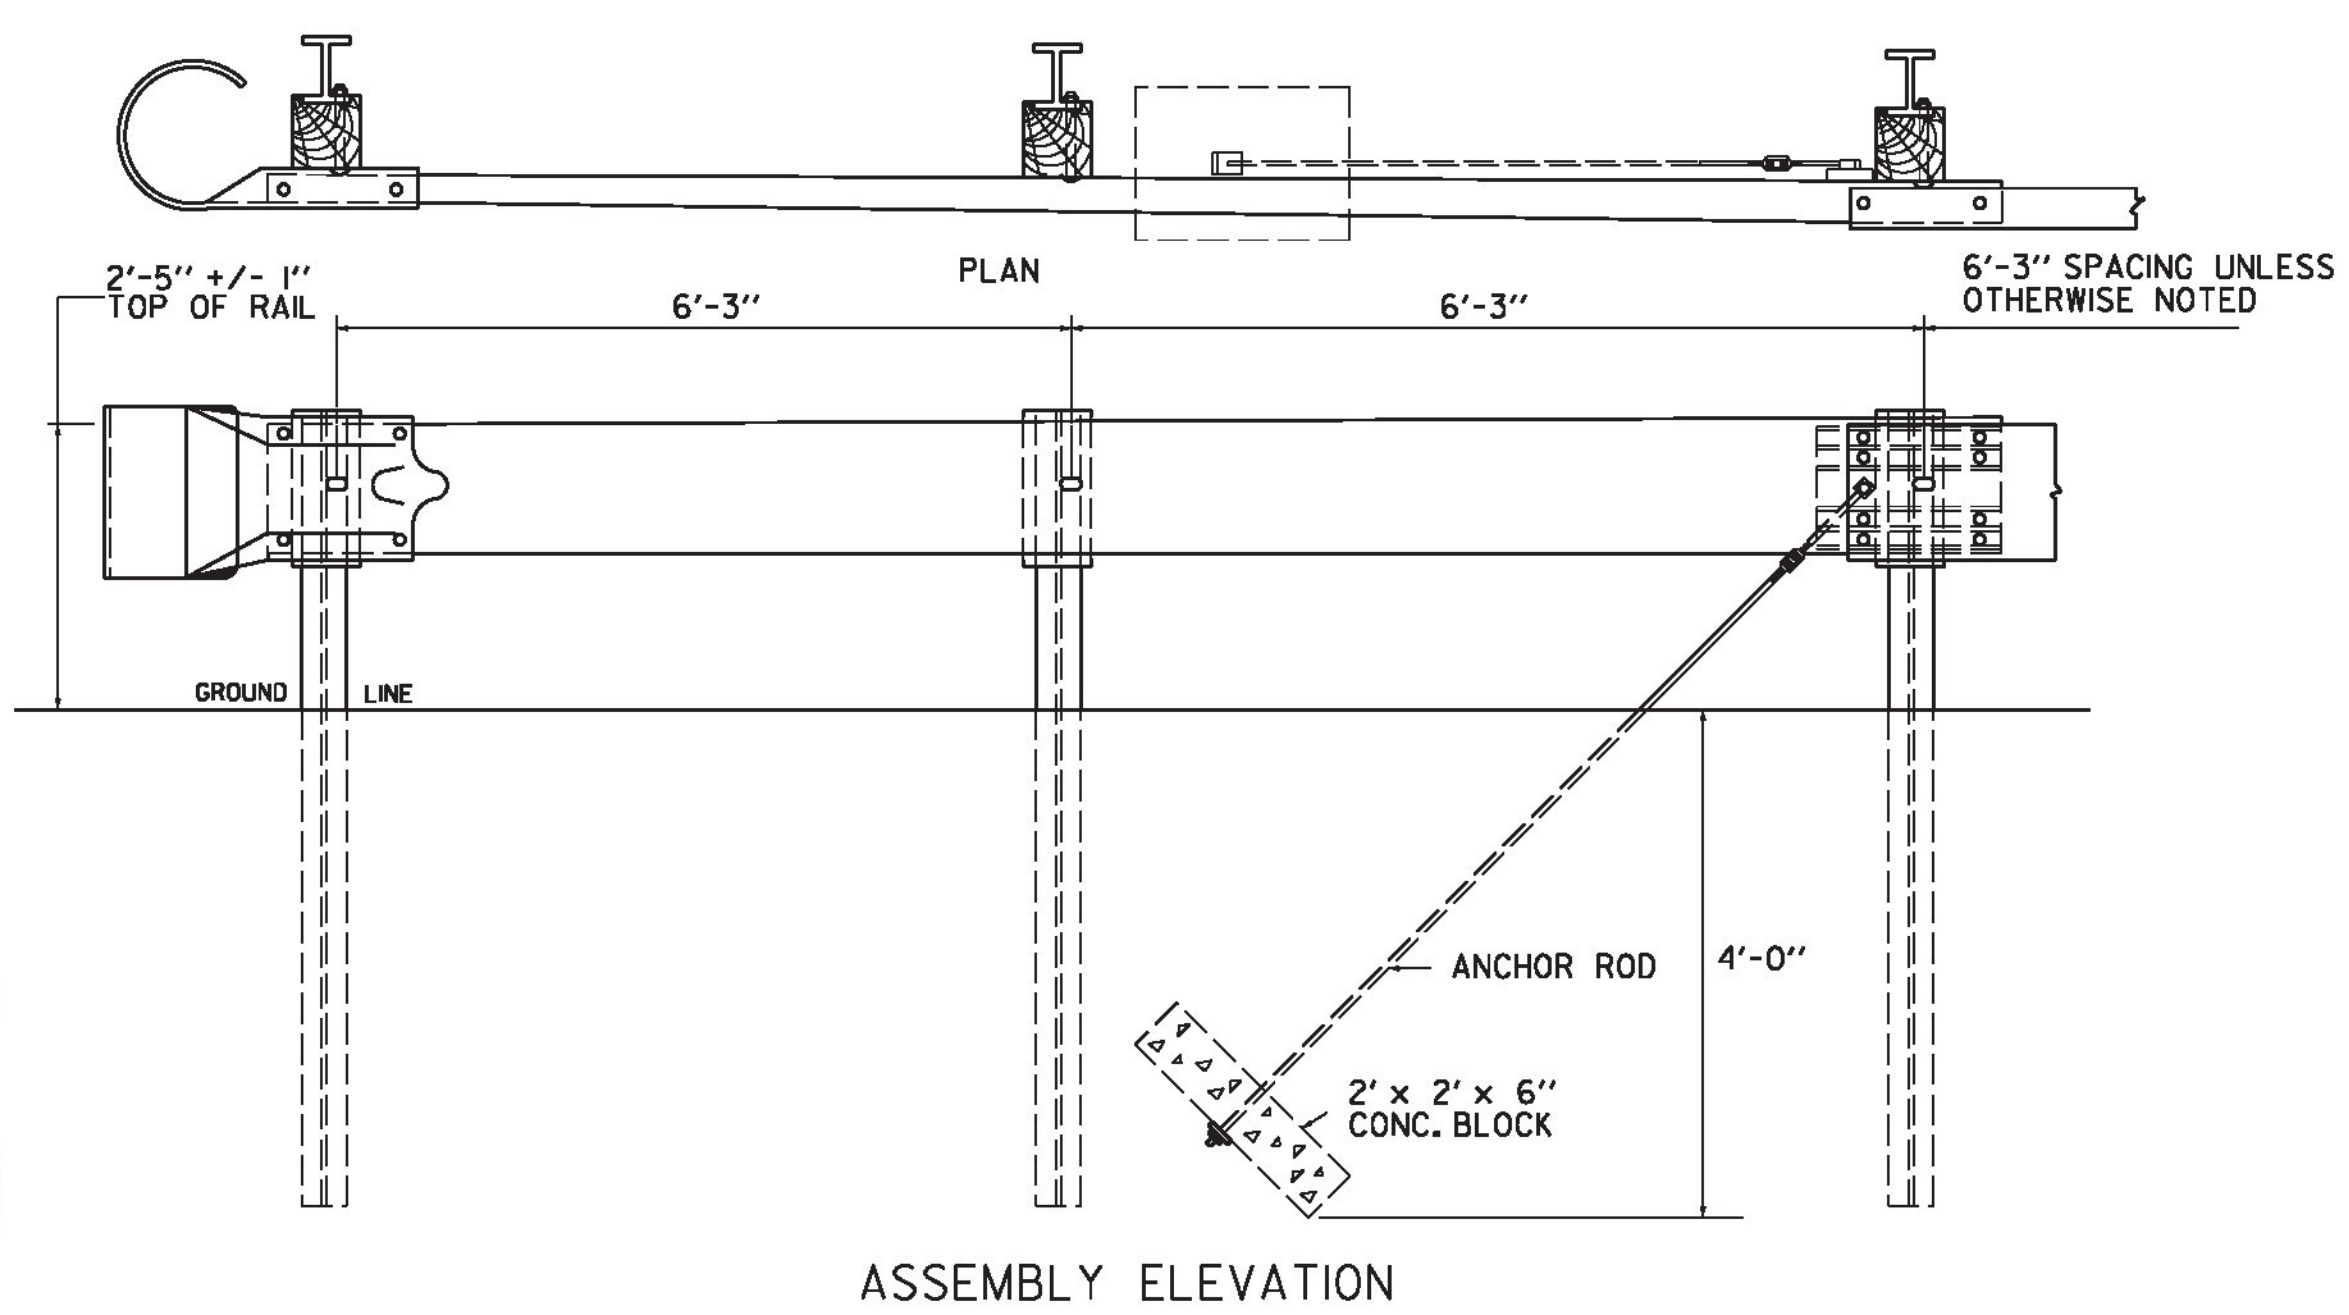 PLAN
2'-5" +/- 1"
TOP OF RAIL
6'-3"
6'-3"
6'-3" SPACING UNLESS
OTHERWISE NOTED
GROUND LINE
ANCHOR ROD
4'-0"
2' x 2' x 6"
CONC. BLOCK
ASSEMBLY ELEVATION